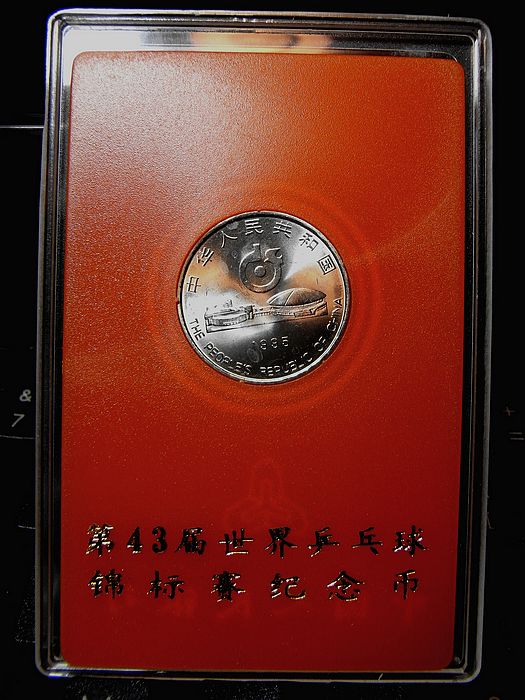 中华人民共和国
1995
THE PEOPLE'S REPUBLIC OF CHINA
第43届世界乒乓球
锦标赛纪念币
&
7
+
=